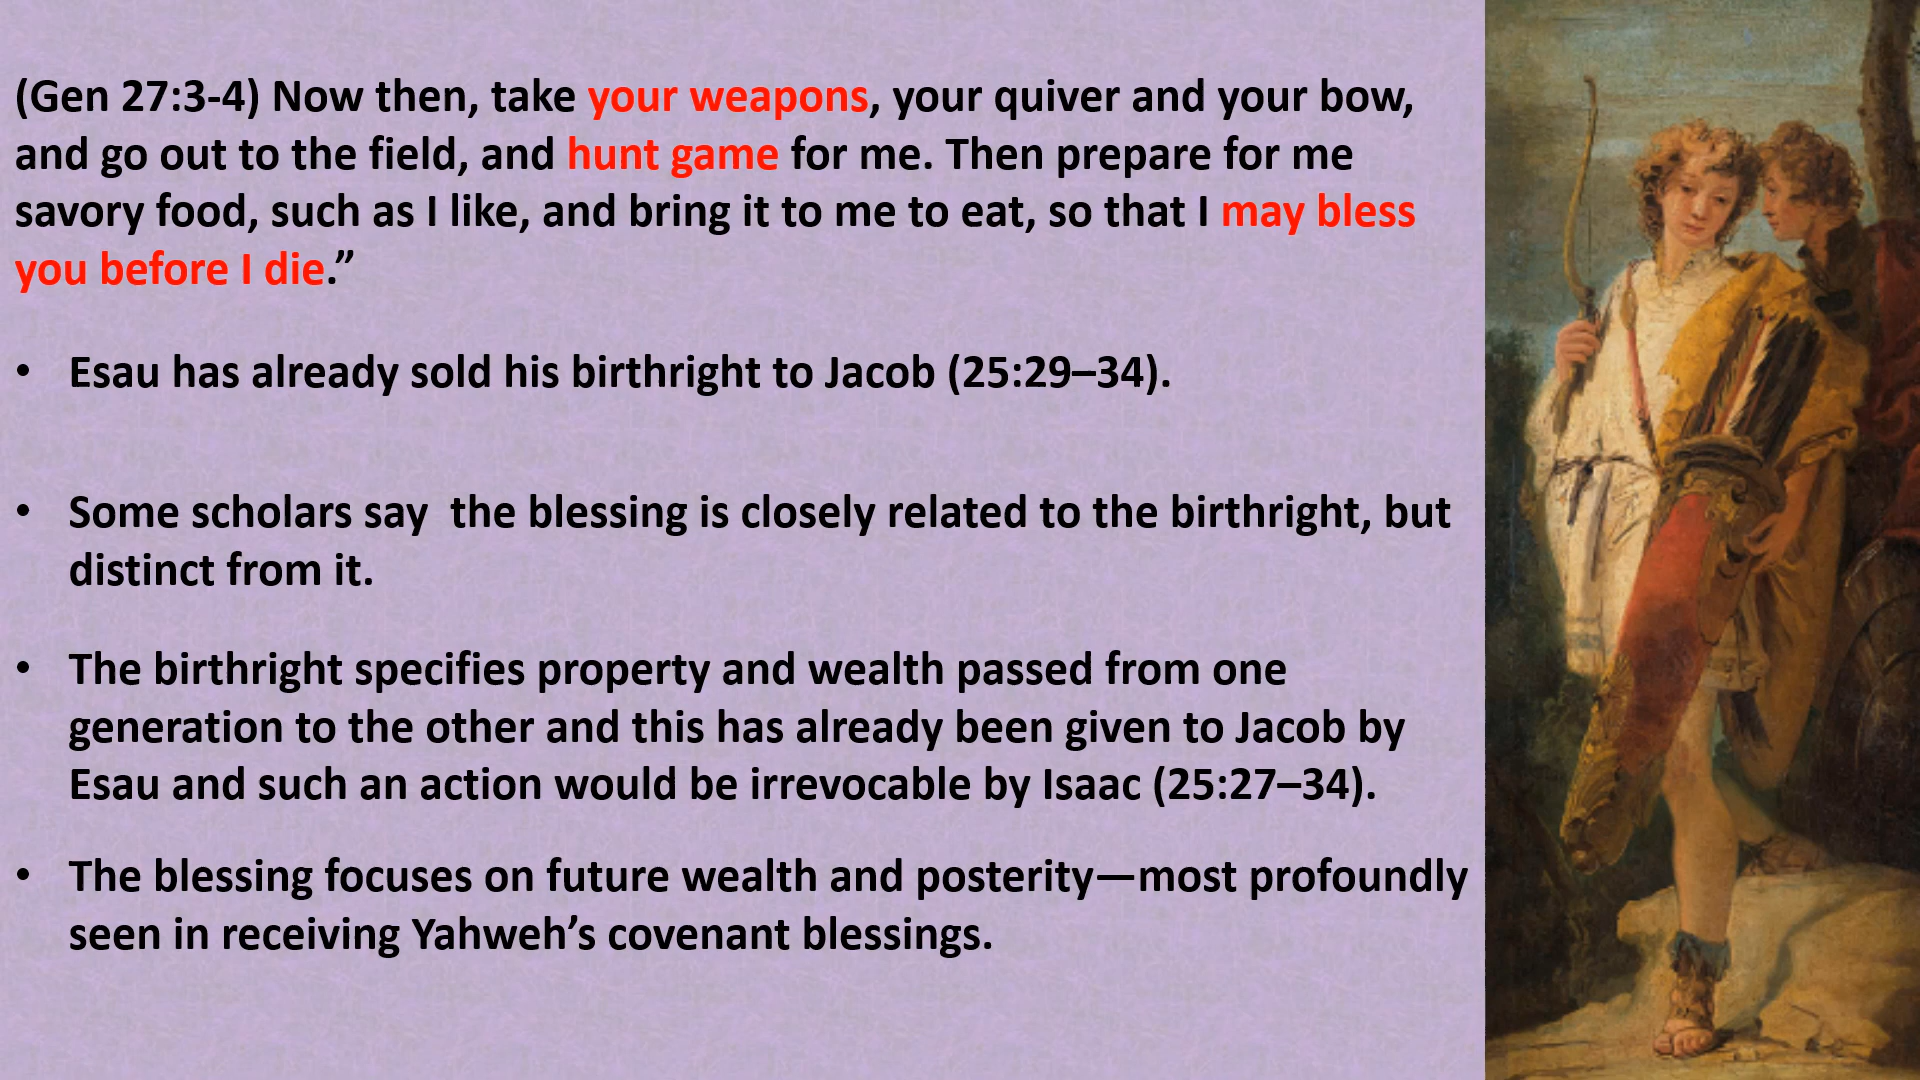 (Gen 27:3-4) Now then, take your weapons, your quiver and your bow,
and go out to the field, and hunt game for me. Then prepare for me
savory food, such as I like, and bring it to me to eat, so that I may bless
you before I die.”
• Esau has already sold his birthright to Jacob (25:29–34).
• Some scholars say  the blessing is closely related to the birthright, but
distinct from it.
• The birthright specifies property and wealth passed from one
generation to the other and this has already been given to Jacob by
Esau and such an action would be irrevocable by Isaac (25:27–34).
• The blessing focuses on future wealth and posterity—most profoundly
seen in receiving Yahweh’s covenant blessings.